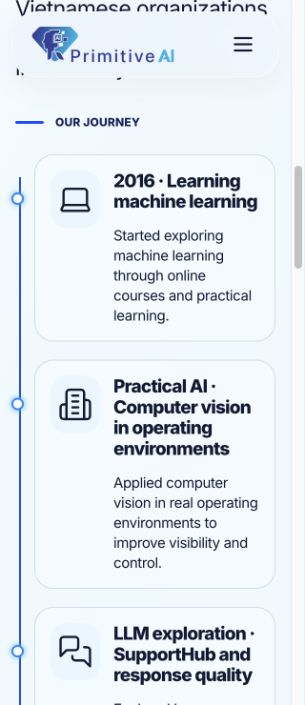 Vietnamese organizations
Primitive AI
OUR JOURNEY
2016 · Learning
machine learning
Started exploring
machine learning
through online
courses and practical
learning.
Practical AI ·
Computer vision
in operating
environments
Applied computer
vision in real operating
environments to
improve visibility and
control.
LLM exploration ·
SupportHub and
response quality